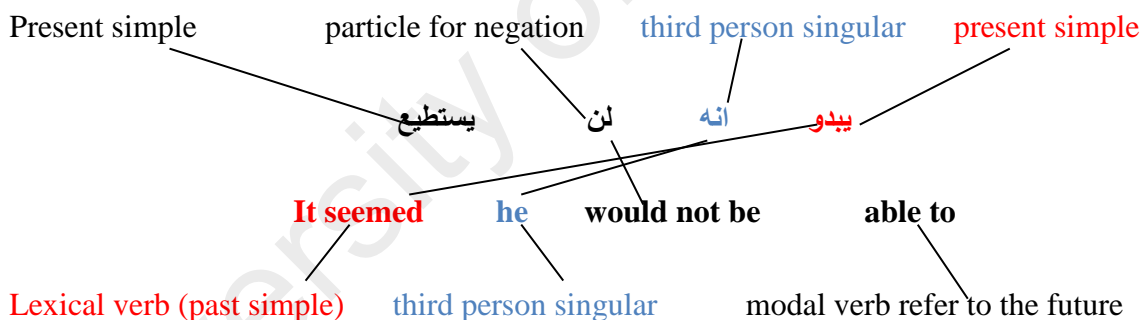 Present simple particle for negation third person singular present simple
يبدو انه لن يستطيع
It seemed he would not be able to
Lexical verb (past simple) third person singular modal verb refer to the future